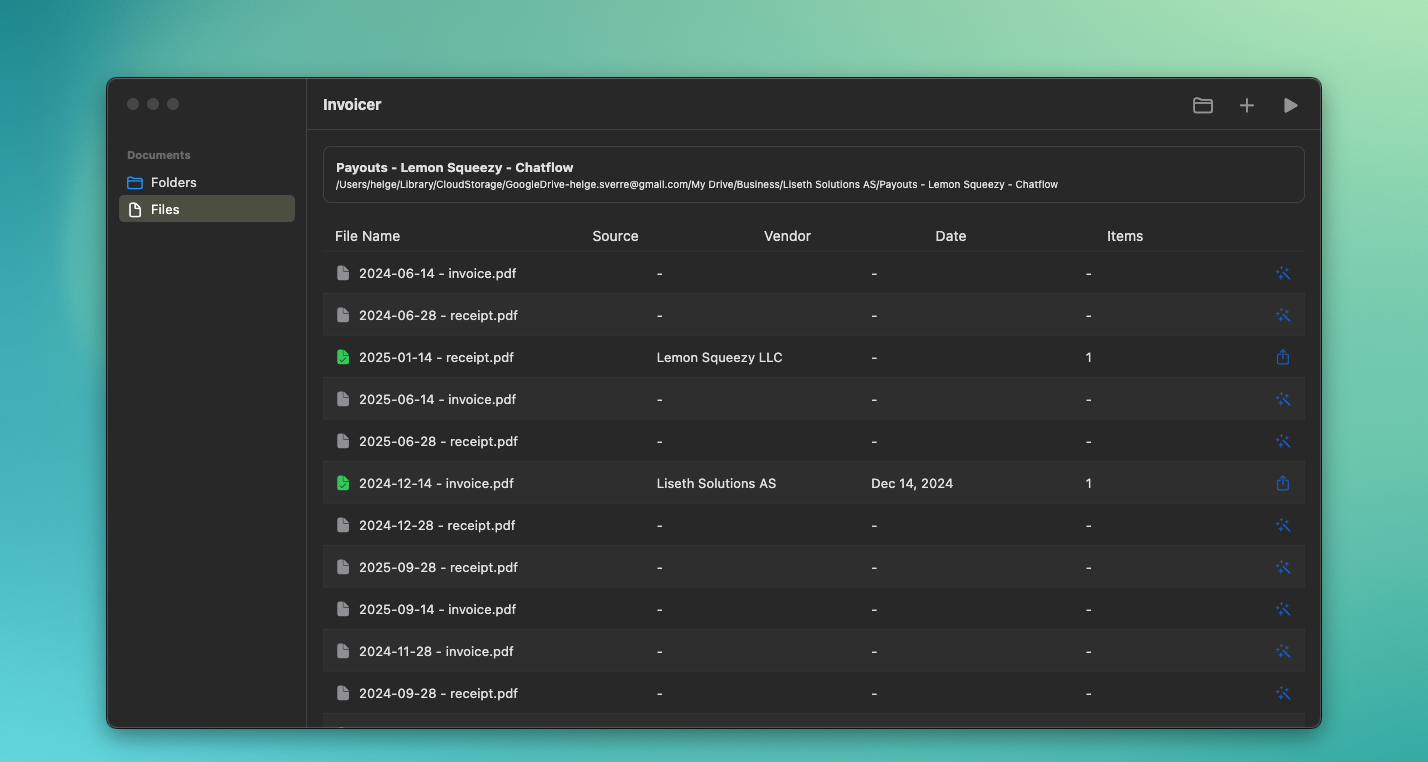 Invoicer
Documents
Folders
Files
Payouts - Lemon Squeezy - Chatflow
/Users/helge/Library/CloudStorage/GoogleDrive-helge.sverre@gmail.com/My Drive/Business/Liseth Solutions AS/Payouts - Lemon Squeezy - Chatflow
File Name Source Vendor Date Items
2024-06-14 - invoice.pdf - - -
2024-06-28 - receipt.pdf - - -
2025-01-14 - receipt.pdf Lemon Squeezy LLC - 1
2025-06-14 - invoice.pdf - - -
2025-06-28 - receipt.pdf - - -
2024-12-14 - invoice.pdf Liseth Solutions AS Dec 14, 2024 1
2024-12-28 - receipt.pdf - - -
2025-09-28 - receipt.pdf - - -
2025-09-14 - invoice.pdf - - -
2024-11-28 - invoice.pdf - - -
2024-09-28 - receipt.pdf - - -